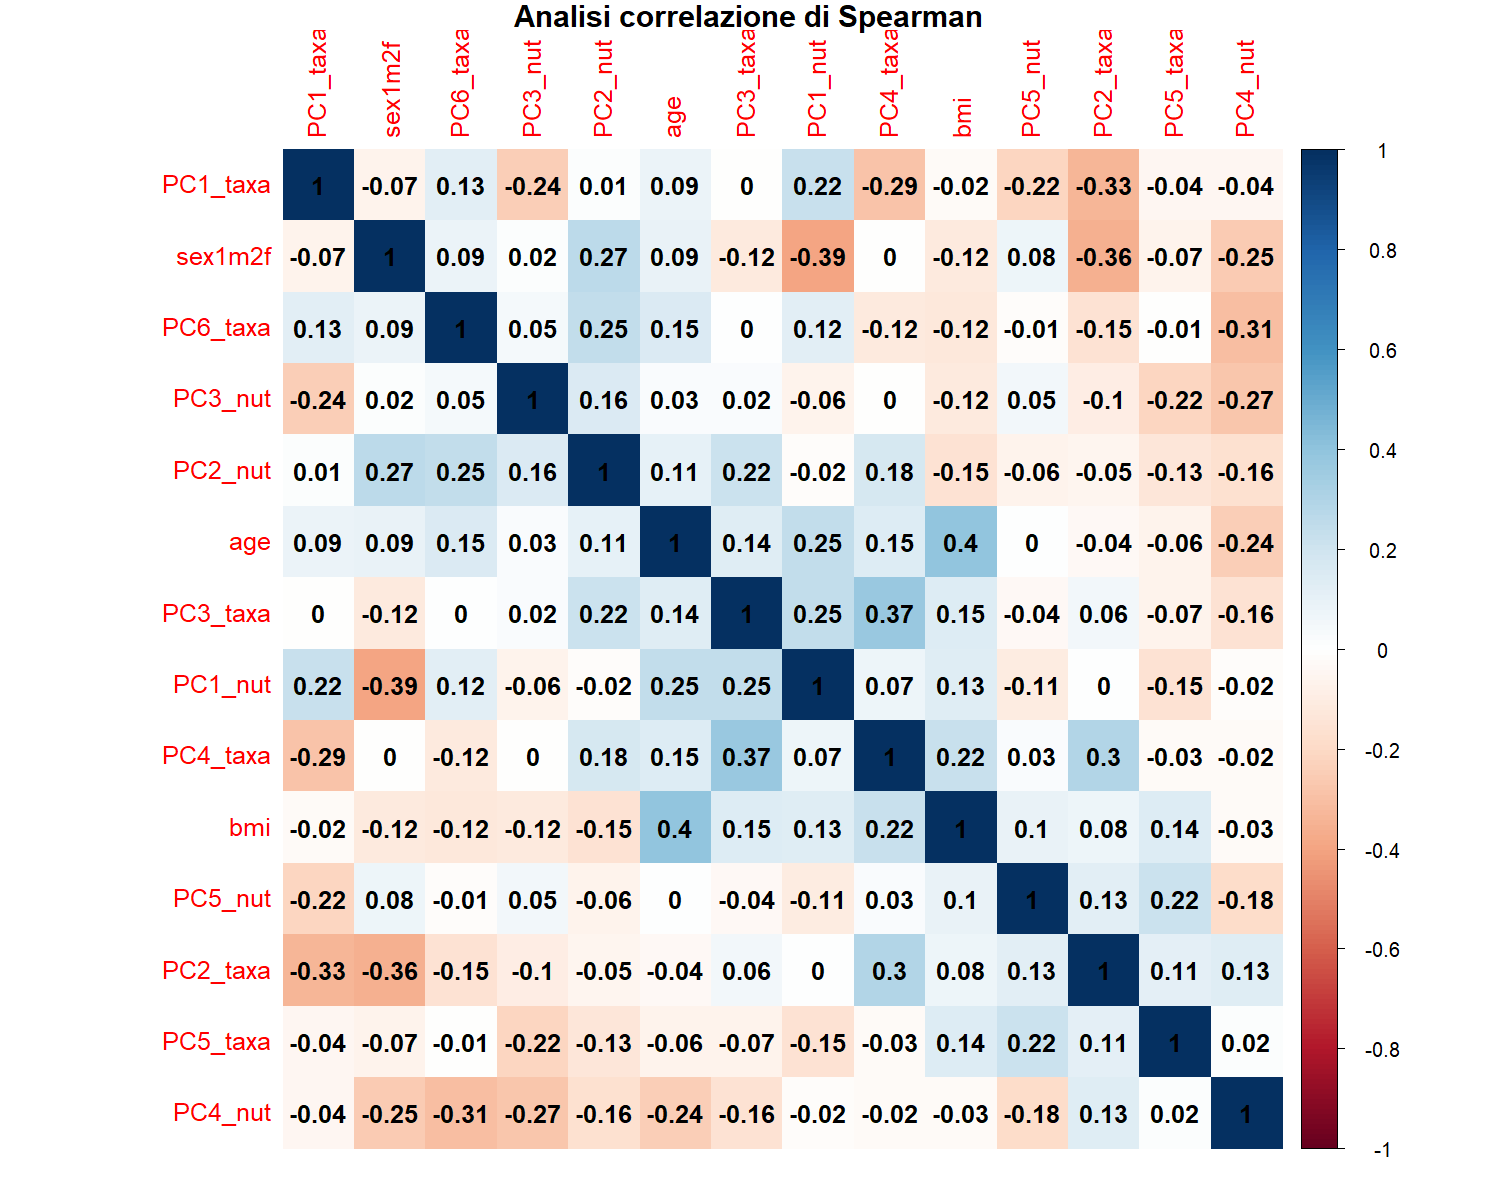 Analisi correlazione di Spearman
PC1_taxa sex1m2f PC6_taxa PC3_nut PC2_nut age PC3_taxa PC1_nut PC4_taxa bmi PC5_nut PC2_taxa PC5_taxa PC4_nut
PC1_taxa 1 -0.07 0.13 -0.24 0.01 0.09 0 0.22 -0.29 -0.02 -0.22 -0.33 -0.04 -0.04
sex1m2f -0.07 1 0.09 0.02 0.27 0.09 -0.12 -0.39 0 -0.12 0.08 -0.36 -0.07 -0.25
PC6_taxa 0.13 0.09 1 0.05 0.25 0.15 0 0.12 -0.12 -0.12 -0.01 -0.15 -0.01 -0.31
PC3_nut -0.24 0.02 0.05 1 0.16 0.03 0.02 -0.06 0 -0.12 0.05 -0.1 -0.22 -0.27
PC2_nut 0.01 0.27 0.25 0.16 1 0.11 0.22 -0.02 0.18 -0.15 -0.06 -0.05 -0.13 -0.16
age 0.09 0.09 0.15 0.03 0.11 1 0.14 0.25 0.15 0.4 0 -0.04 -0.06 -0.24
PC3_taxa 0 -0.12 0 0.02 0.22 0.14 1 0.25 0.37 0.15 -0.04 0.06 -0.07 -0.16
PC1_nut 0.22 -0.39 0.12 -0.06 -0.02 0.25 0.25 1 0.07 0.13 -0.11 0 -0.15 -0.02
PC4_taxa -0.29 0 -0.12 0 0.18 0.15 0.37 0.07 1 0.22 0.03 0.3 -0.03 -0.02
bmi -0.02 -0.12 -0.12 -0.12 -0.15 0.4 0.15 0.13 0.22 1 0.1 0.08 0.14 -0.03
PC5_nut -0.22 0.08 -0.01 0.05 -0.06 0 -0.04 -0.11 0.03 0.1 1 0.13 0.22 -0.18
PC2_taxa -0.33 -0.36 -0.15 -0.1 -0.05 -0.04 0.06 0 0.3 0.08 0.13 1 0.11 0.13
PC5_taxa -0.04 -0.07 -0.01 -0.22 -0.13 -0.06 -0.07 -0.15 -0.03 0.14 0.22 0.11 1 0.02
PC4_nut -0.04 -0.25 -0.31 -0.27 -0.16 -0.24 -0.16 -0.02 -0.02 -0.03 -0.18 0.13 0.02 1
1
0.8
0.6
0.4
0.2
0
-0.2
-0.4
-0.6
-0.8
-1